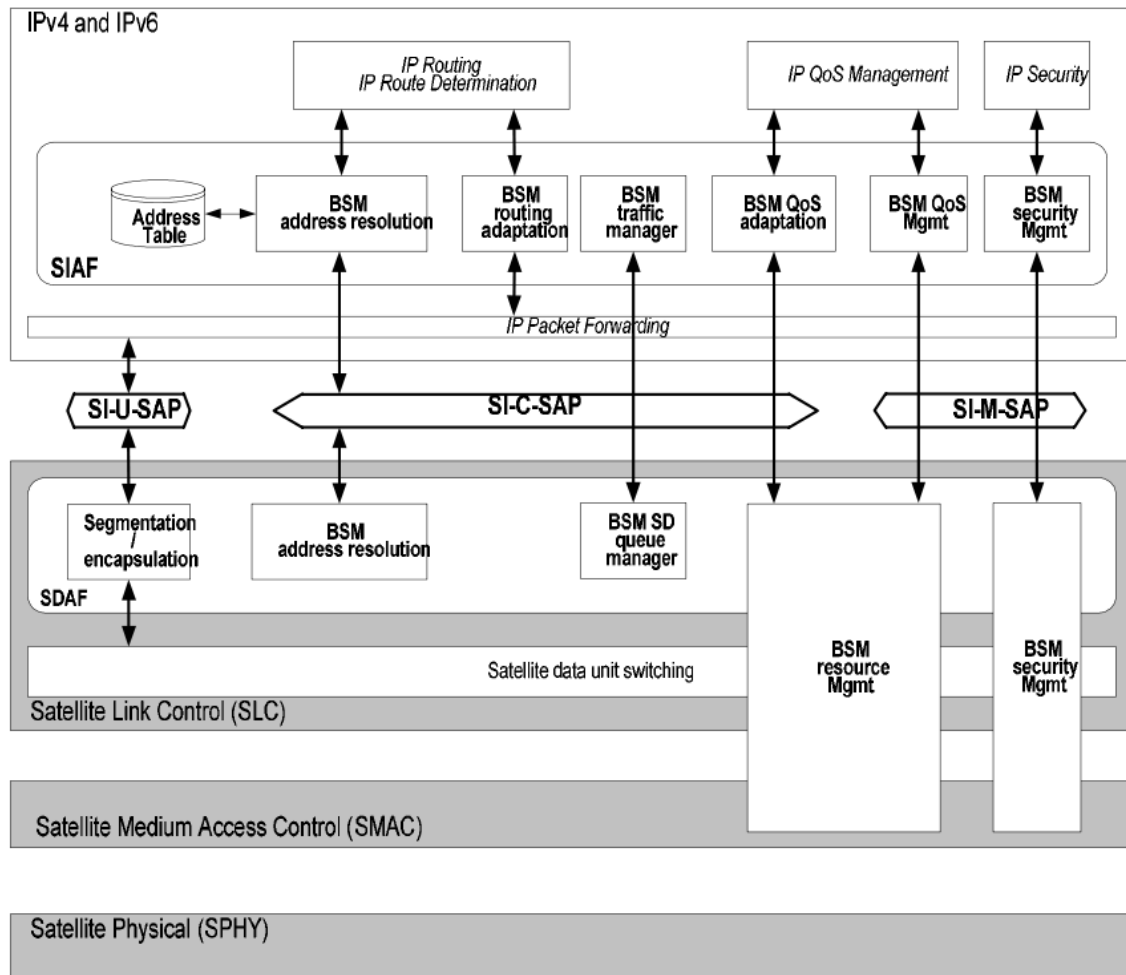 IPv4 and IPv6
IP Routing
IP Route Determination
IP QoS Management
IP Security
Address
Table
BSM
address resolution
BSM
routing
adaptation
BSM
traffic
manager
BSM QoS
adaptation
BSM QoS
Mgmt
BSM
security
Mgmt
SIAF
IP Packet Forwarding
SI-U-SAP
SI-C-SAP
SI-M-SAP
Segmentation
/
encapsulation
BSM
address resolution
BSM SD
queue
manager
SDAF
BSM
resource
Mgmt
BSM
security
Mgmt
Satellite data unit switching
Satellite Link Control (SLC)
Satellite Medium Access Control (SMAC)
Satellite Physical (SPHY)